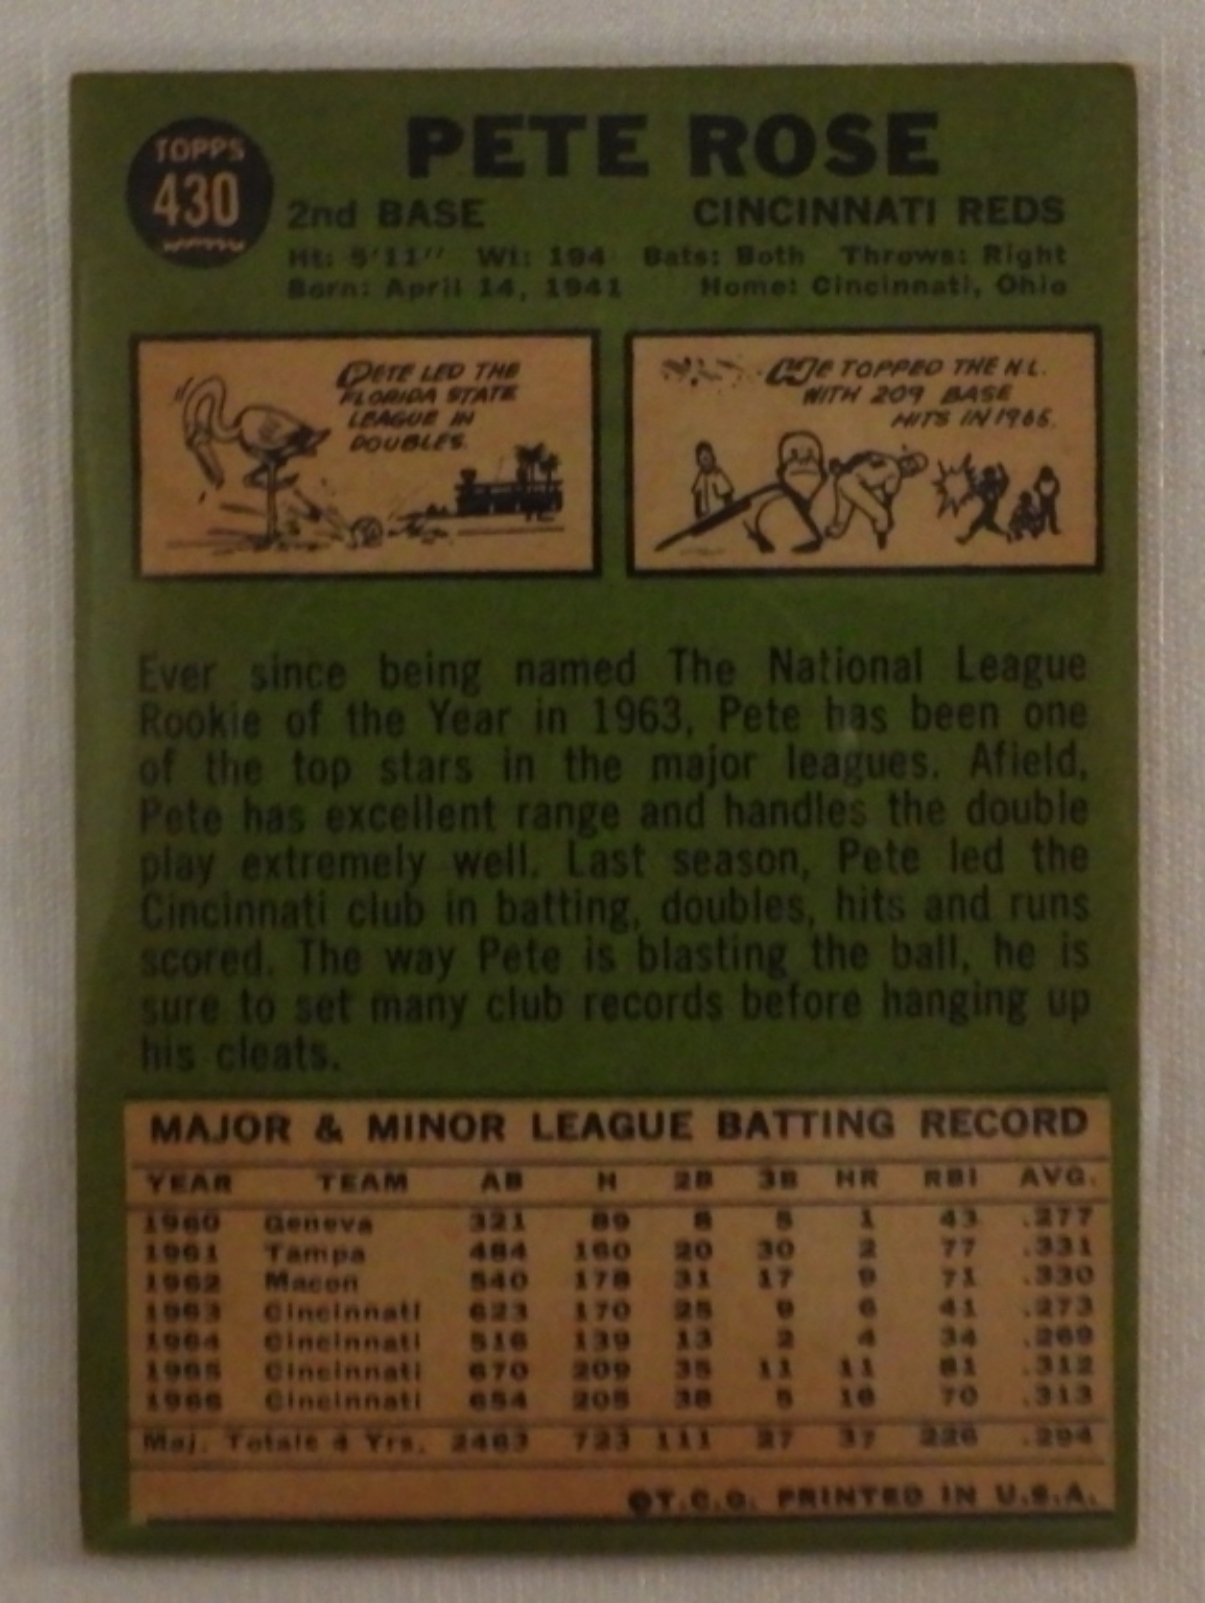 TOPPS
430
PETE ROSE
2nd BASE CINCINNATI REDS
Ht: 5'11" Wt: 194 Bats: Both Throws: Right
Born: April 14, 1941 Home: Cincinnati, Ohio
PETE LED THE
FLORIDA STATE
LEAGUE IN
DOUBLES.
HE TOPPED THE N.L.
WITH 209 BASE
HITS IN 1965.
Ever since being named The National League
Rookie of the Year in 1963, Pete has been one
of the top stars in the major leagues. Afield,
Pete has excellent range and handles the double
play extremely well. Last season, Pete led the
Cincinnati club in batting, doubles, hits and runs
scored. The way Pete is blasting the ball, he is
sure to set many club records before hanging up
his cleats.
MAJOR & MINOR LEAGUE BATTING RECORD
YEAR TEAM AB H 2B 3B HR RBI AVG.
1960 Geneva 321 89 8 5 1 43 .277
1961 Tampa 484 160 20 30 2 77 .331
1962 Macon 540 178 31 17 9 71 .330
1963 Cincinnati 623 170 25 9 6 41 .273
1964 Cincinnati 516 139 13 2 4 34 .269
1965 Cincinnati 670 209 35 11 11 81 .312
1966 Cincinnati 654 205 38 5 16 70 .313
Maj. Totals 4 Yrs. 2463 723 111 27 37 226 .294
©T.C.G. PRINTED IN U.S.A.